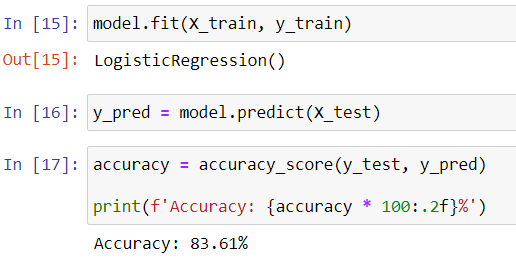 In [15]: model.fit(X_train, y_train)
Out[15]: LogisticRegression()
In [16]: y_pred = model.predict(X_test)
In [17]: accuracy = accuracy_score(y_test, y_pred)
print(f'Accuracy: {accuracy * 100:.2f}%')
Accuracy: 83.61%